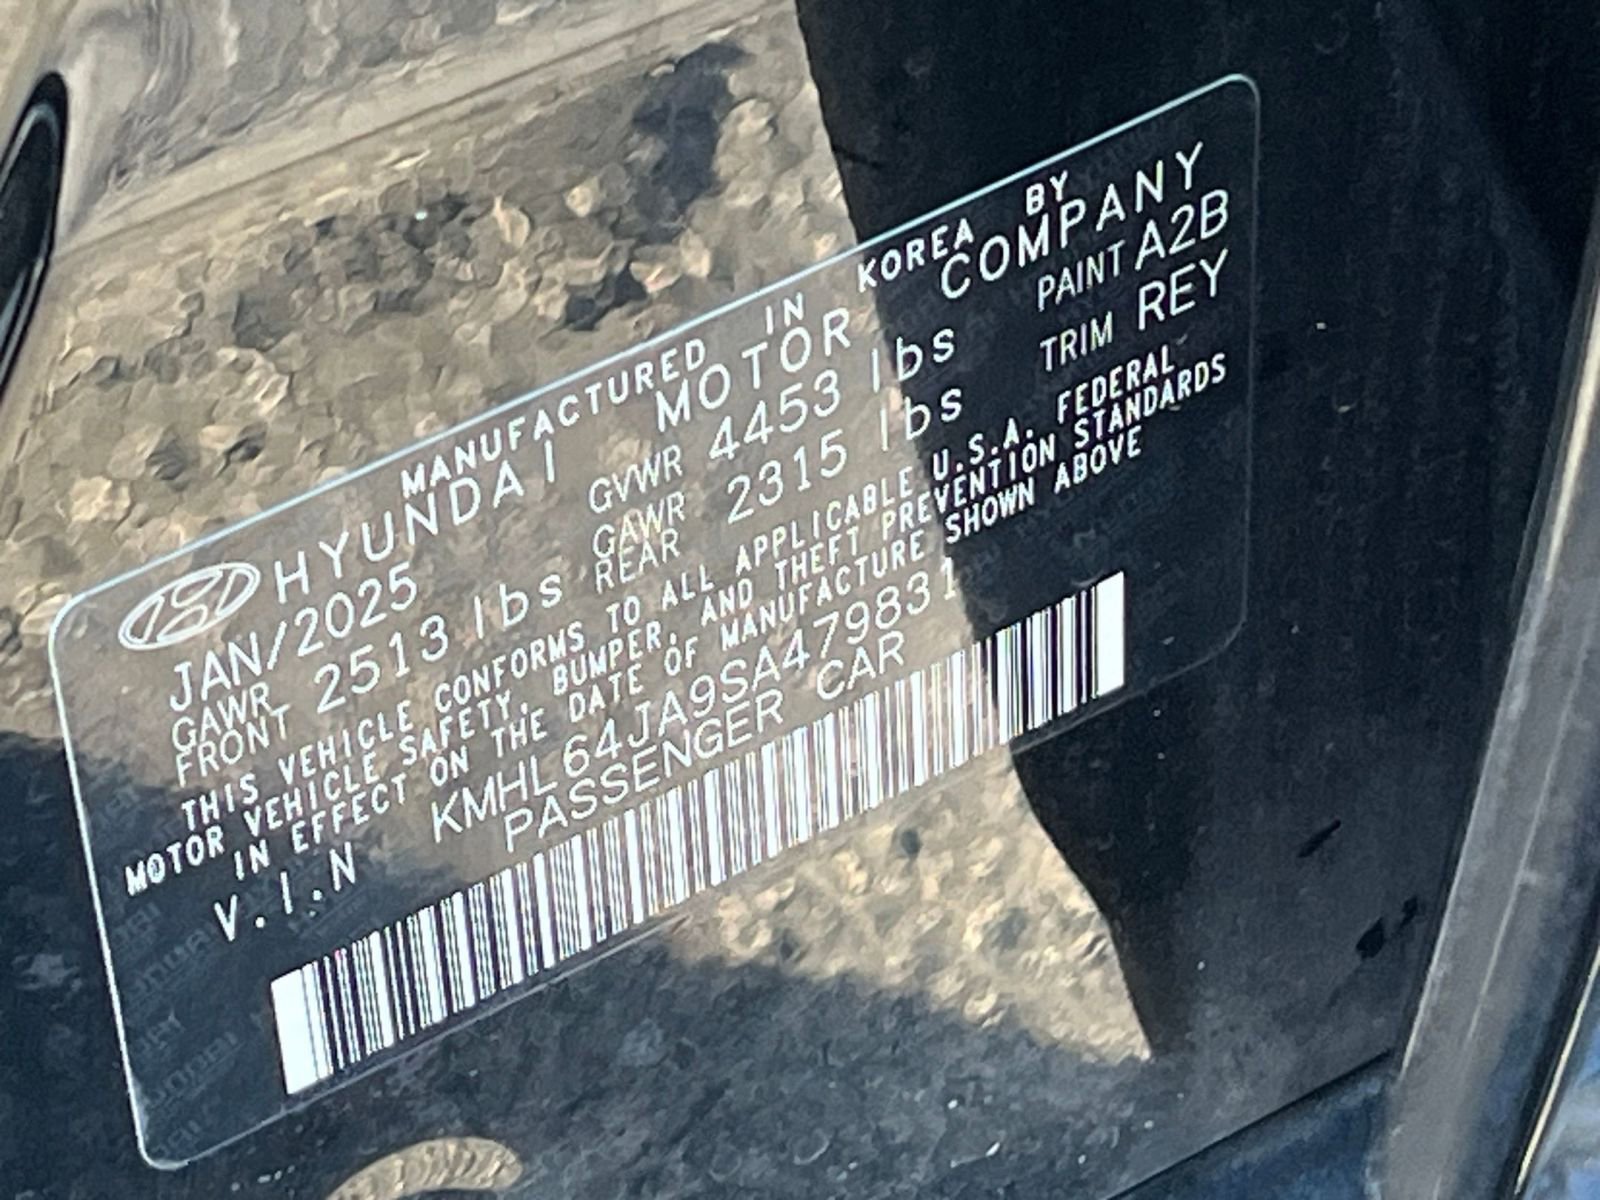 MANUFACTURED IN KOREA BY
HYUNDAI MOTOR COMPANY
JAN/2025 GVWR 4453 lbs PAINT A2B
GAWR FRONT 2513 lbs GAWR REAR 2315 lbs TRIM REY
THIS VEHICLE CONFORMS TO ALL APPLICABLE U.S.A. FEDERAL
MOTOR VEHICLE SAFETY, BUMPER, AND THEFT PREVENTION STANDARDS
IN EFFECT ON THE DATE OF MANUFACTURE SHOWN ABOVE
V.I.N KMHL64JA9SA479831
PASSENGER CAR